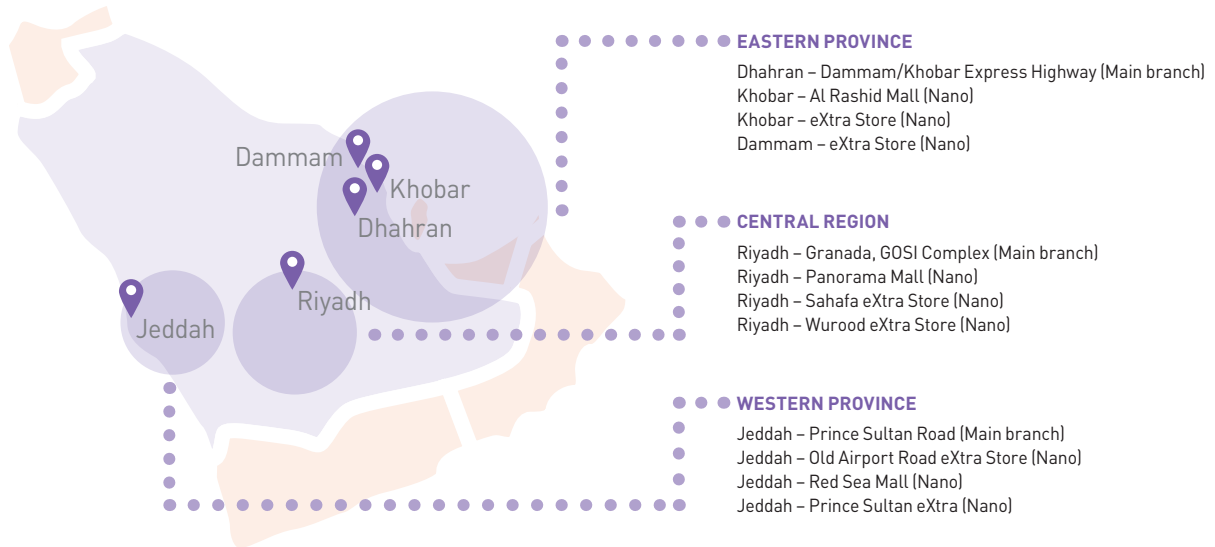 EASTERN PROVINCE
Dhahran – Dammam/Khobar Express Highway (Main branch)
Khobar – Al Rashid Mall (Nano)
Khobar – eXtra Store (Nano)
Dammam – eXtra Store (Nano)
Dammam
Khobar
Dhahran
CENTRAL REGION
Riyadh – Granada, GOSI Complex (Main branch)
Riyadh – Panorama Mall (Nano)
Riyadh – Sahafa eXtra Store (Nano)
Riyadh – Wurood eXtra Store (Nano)
Riyadh
Jeddah
WESTERN PROVINCE
Jeddah – Prince Sultan Road (Main branch)
Jeddah – Old Airport Road eXtra Store (Nano)
Jeddah – Red Sea Mall (Nano)
Jeddah – Prince Sultan eXtra (Nano)